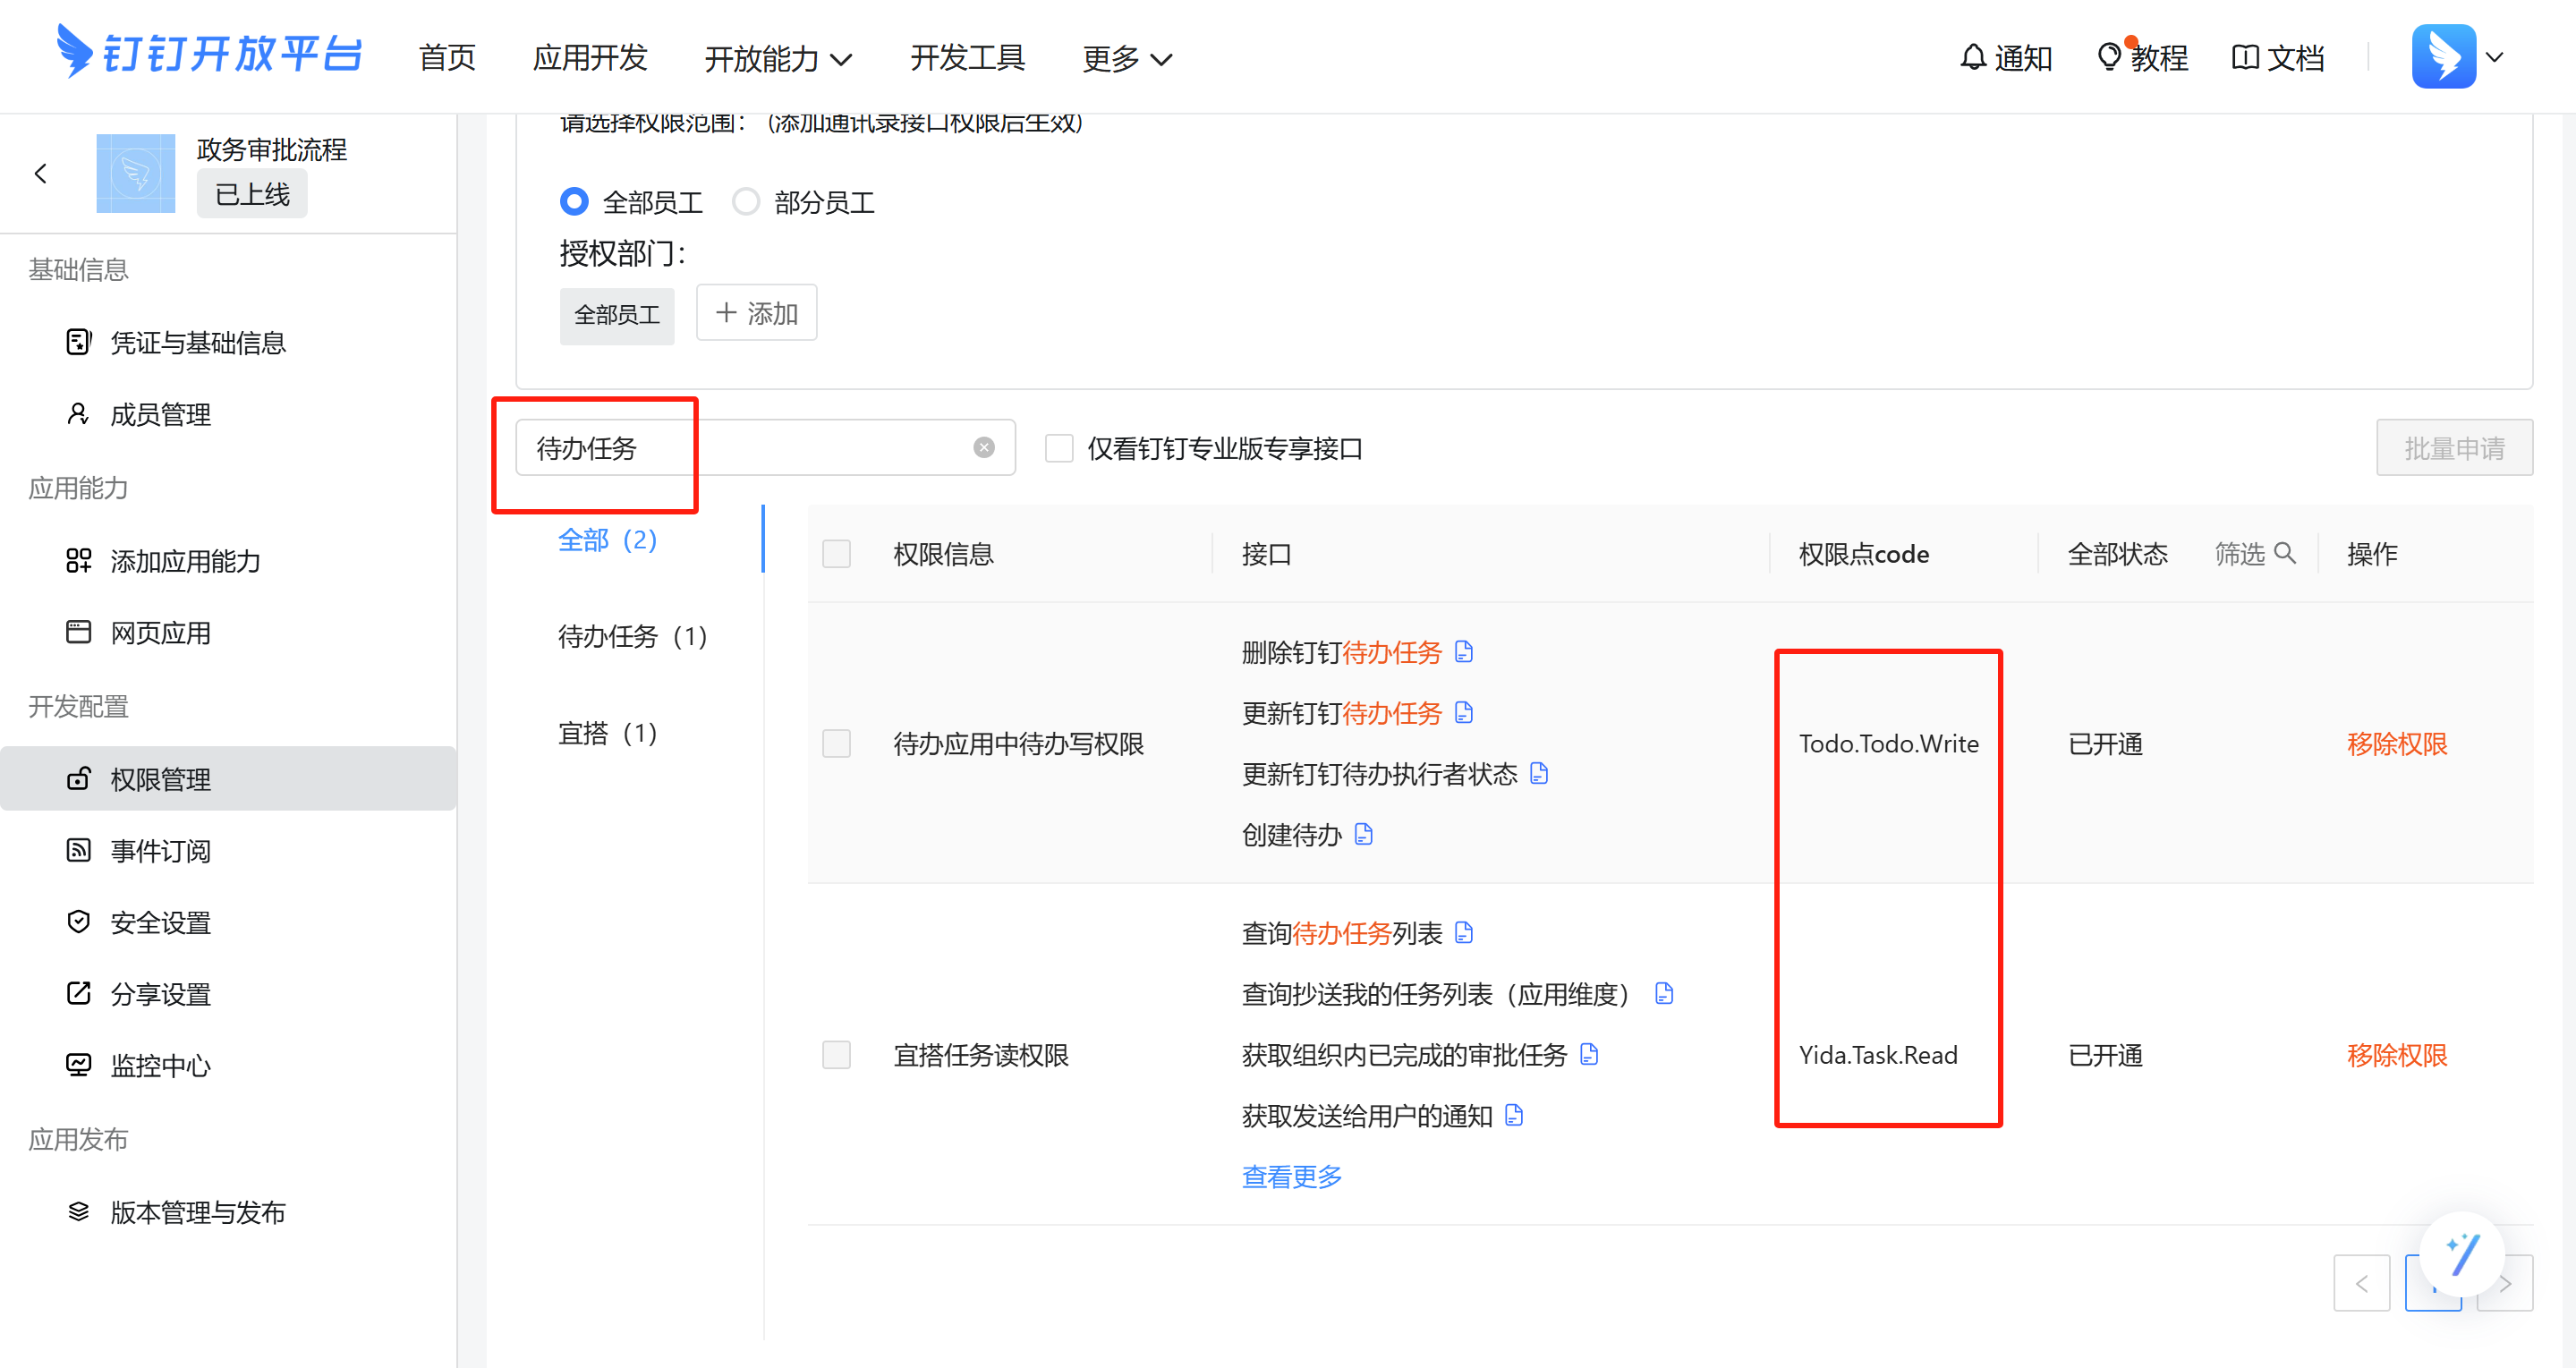 钉钉开放平台
首页
应用开发
开放能力
开发工具
更多
通知
教程
文档
政务审批流程
已上线
基础信息
凭证与基础信息
成员管理
应用能力
添加应用能力
网页应用
开发配置
权限管理
事件订阅
安全设置
分享设置
监控中心
应用发布
版本管理与发布
请选择权限范围：（添加通讯录接口权限后生效）
全部员工
部分员工
授权部门：
全部员工
添加
待办任务
仅看钉钉专业版专享接口
批量申请
全部（2）
待办任务（1）
宜搭（1）
权限信息
接口
权限点code
全部状态
筛选
操作
待办应用中待办写权限
删除钉钉待办任务
更新钉钉待办任务
更新钉钉待办执行者状态
创建待办
Todo.Todo.Write
已开通
移除权限
宜搭任务读权限
查询待办任务列表
查询抄送我的任务列表（应用维度）
获取组织内已完成的审批任务
获取发送给用户的通知
查看更多
Yida.Task.Read
已开通
移除权限